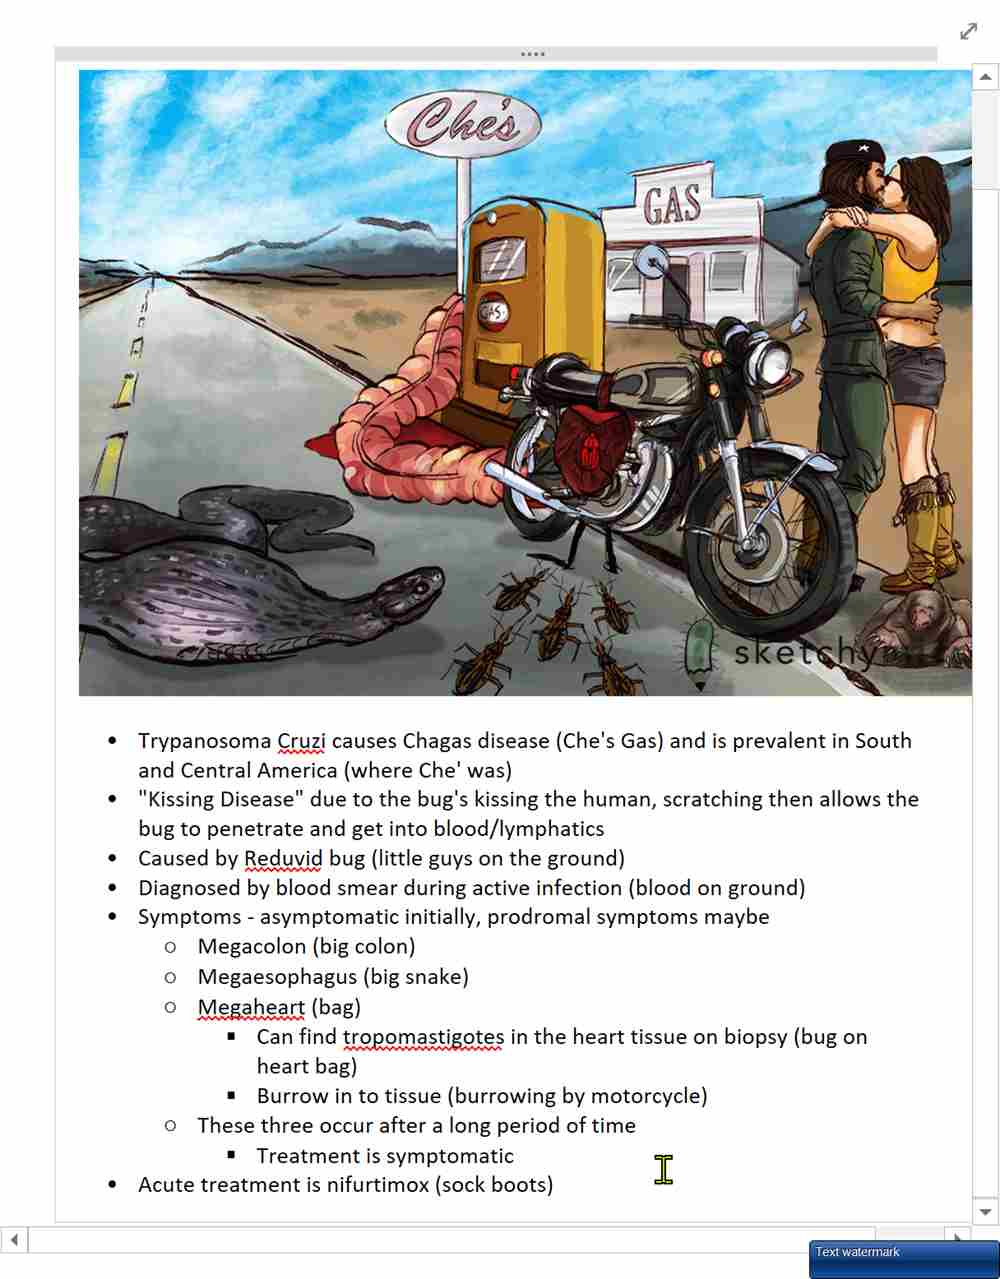 Che's
GAS
GAS
sketchy
• Trypanosoma Cruzi causes Chagas disease (Che's Gas) and is prevalent in South
and Central America (where Che' was)
• "Kissing Disease" due to the bug's kissing the human, scratching then allows the
bug to penetrate and get into blood/lymphatics
• Caused by Reduvid bug (little guys on the ground)
• Diagnosed by blood smear during active infection (blood on ground)
• Symptoms - asymptomatic initially, prodromal symptoms maybe
○ Megacolon (big colon)
○ Megaesophagus (big snake)
○ Megaheart (bag)
▪ Can find tropomastigotes in the heart tissue on biopsy (bug on
heart bag)
▪ Burrow in to tissue (burrowing by motorcycle)
○ These three occur after a long period of time
▪ Treatment is symptomatic
• Acute treatment is nifurtimox (sock boots)
Text watermark